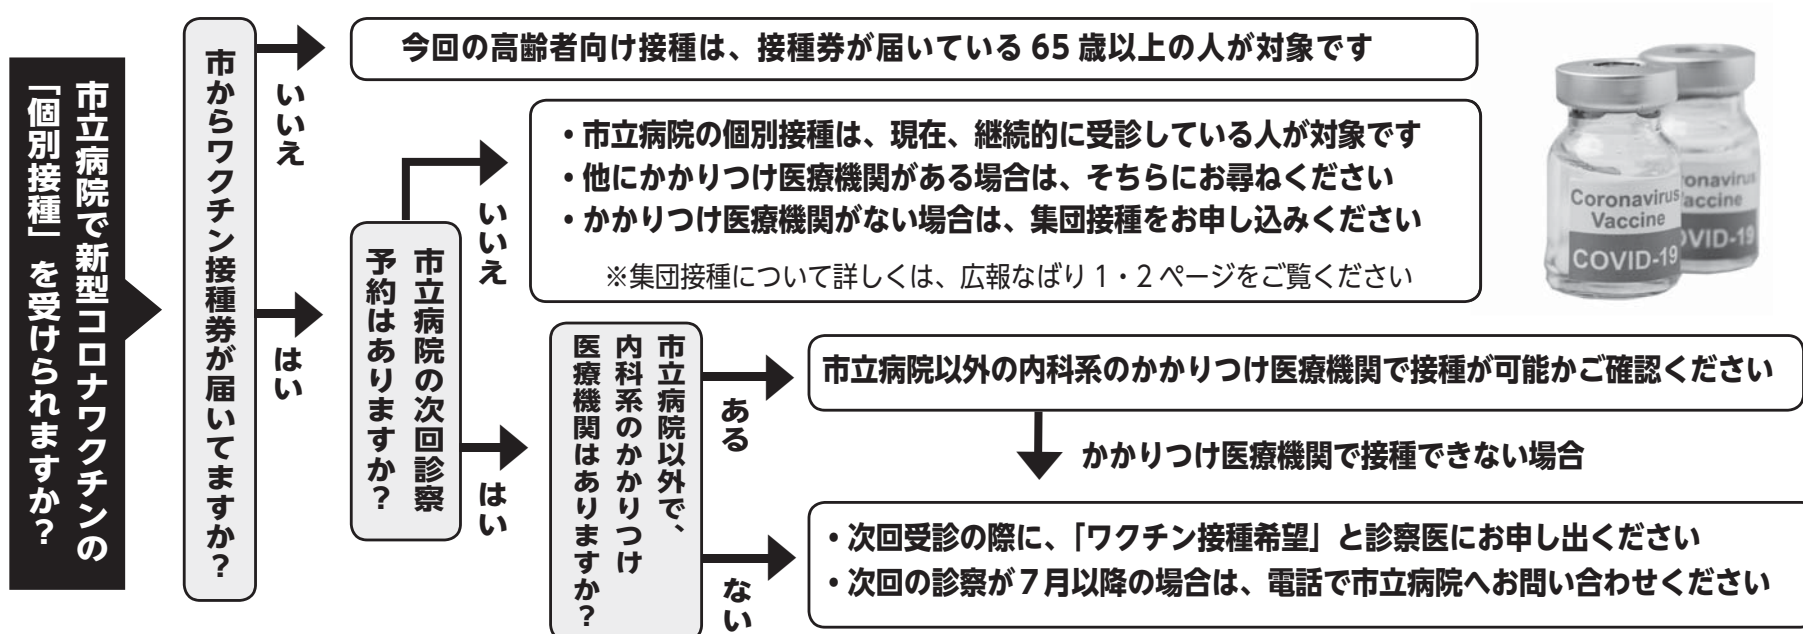 市立病院で新型コロナワクチンの
「個別接種」を受けられますか？
市からワクチン接種券が届いてますか？
いいえ
今回の高齢者向け接種は、接種券が届いている 65 歳以上の人が対象です
はい
市立病院の次回診察
予約はありますか？
いいえ
・市立病院の個別接種は、現在、継続的に受診している人が対象です
・他にかかりつけ医療機関がある場合は、そちらにお尋ねください
・かかりつけ医療機関がない場合は、集団接種をお申し込みください
※集団接種について詳しくは、広報なばり 1・2 ページをご覧ください
はい
市立病院以外で、
内科系のかかりつけ
医療機関はありますか？
ある
市立病院以外の内科系のかかりつけ医療機関で接種が可能かご確認ください
かかりつけ医療機関で接種できない場合
ない
・次回受診の際に、「ワクチン接種希望」と診察医にお申し出ください
・次回の診察が７月以降の場合は、電話で市立病院へお問い合わせください
Coronavirus
Vaccine
COVID-19